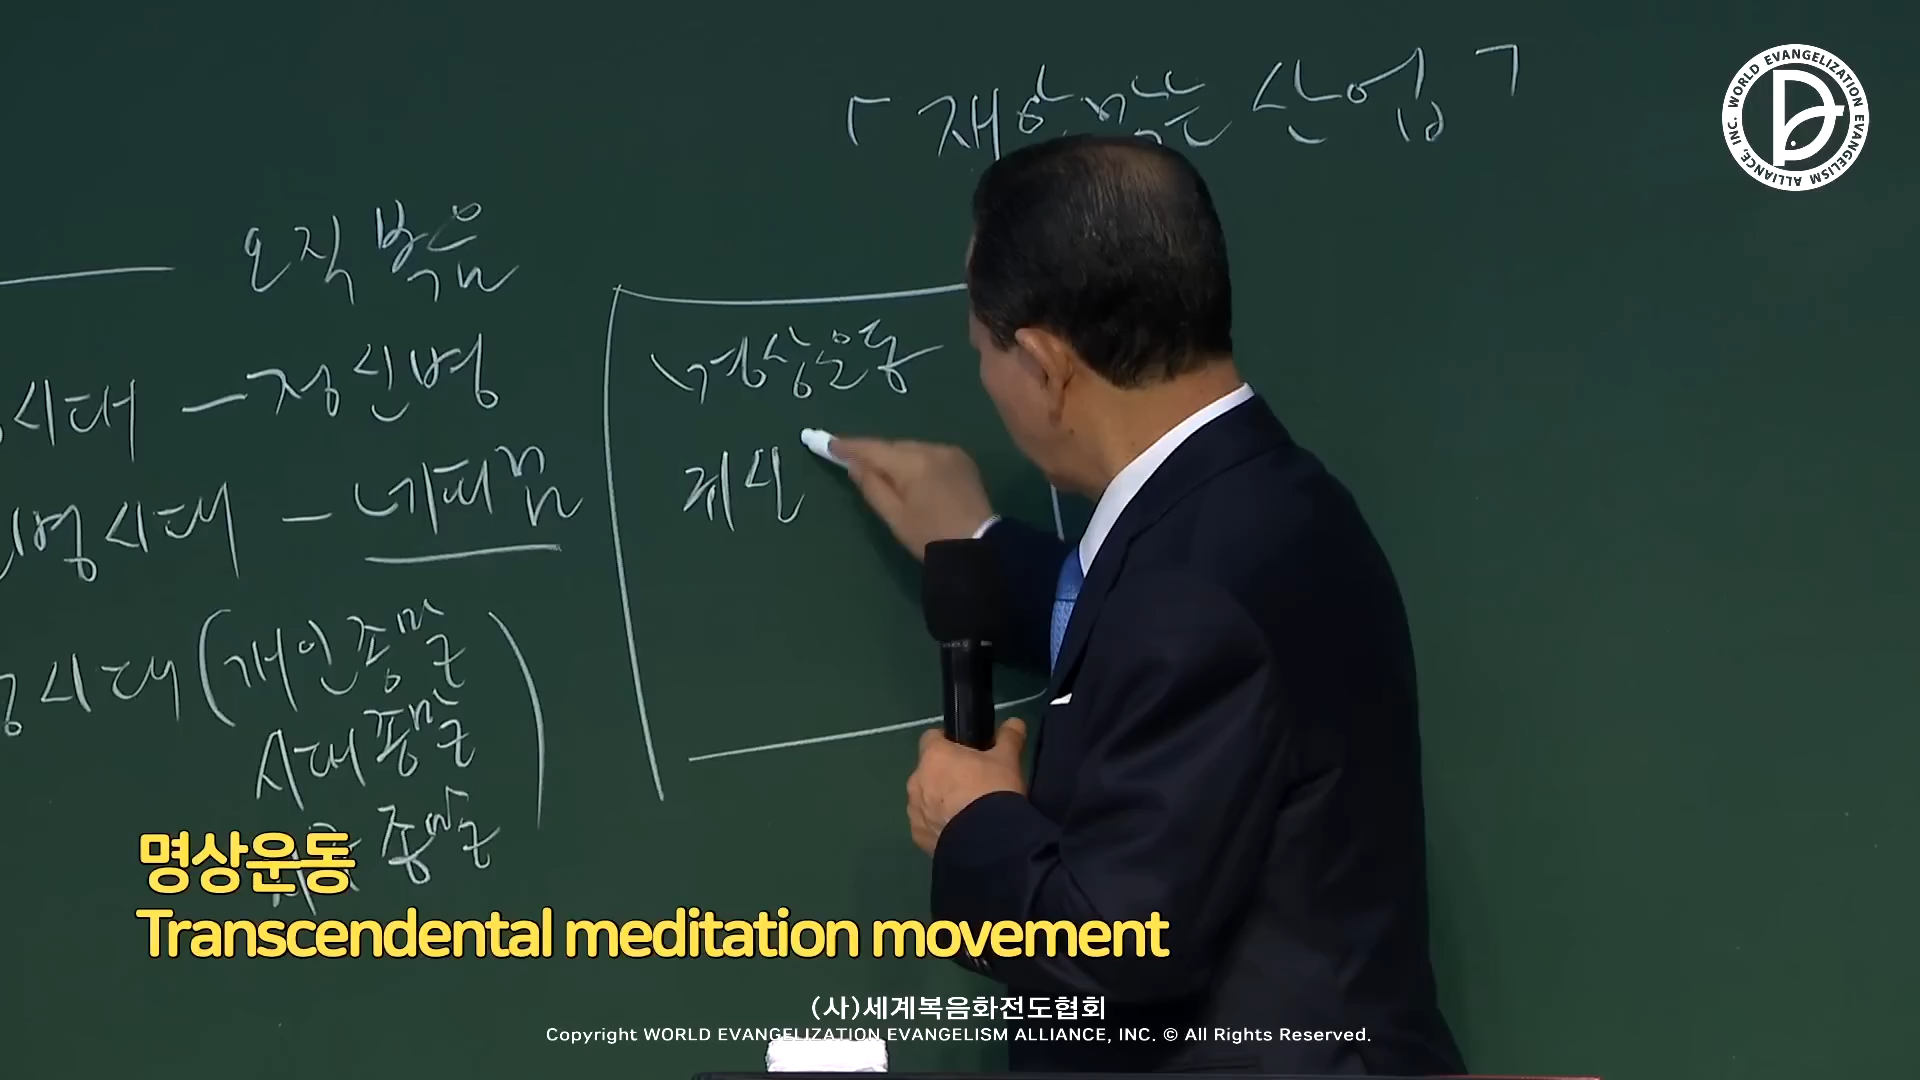 「재앙 막는 산업」
WORLD EVANGELIZATION EVANGELISM ALLIANCE, INC.
오직 복음
시대 — 정신병
병시대 — 네피림
시대 (개인종말
시대종말
종말)
명상운동
귀신
명상운동
Transcendental meditation movement
(사)세계복음화전도협회
Copyright WORLD EVANGELIZATION EVANGELISM ALLIANCE, INC. © All Rights Reserved.